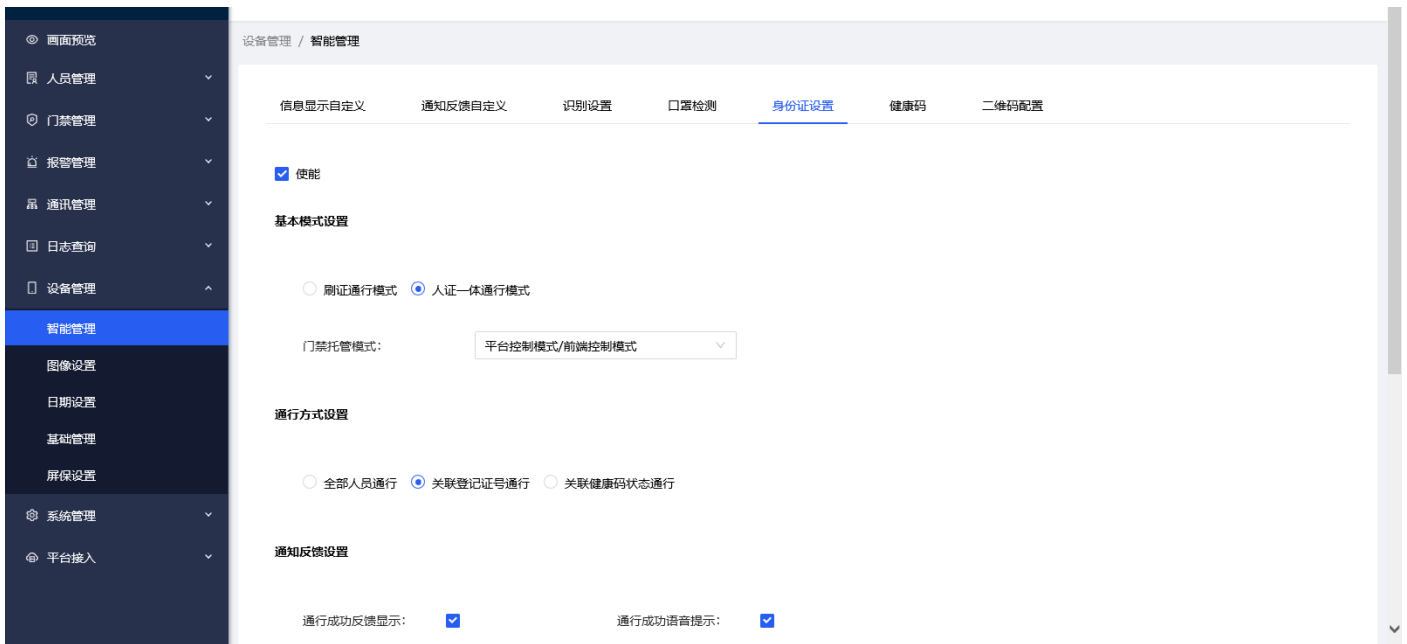 画面预览
人员管理
门禁管理
报警管理
通讯管理
日志查询
设备管理
智能管理
图像设置
日期设置
基础管理
屏保设置
系统管理
平台接入
设备管理 / 智能管理
信息显示自定义 通知反馈自定义 识别设置 口罩检测 身份证设置 健康码 二维码配置
使能
基本模式设置
刷证通行模式 人证一体通行模式
门禁托管模式: 平台控制模式/前端控制模式
通行方式设置
全部人员通行 关联登记证号通行 关联健康码状态通行
通知反馈设置
通行成功反馈显示: 通行成功语音提示: